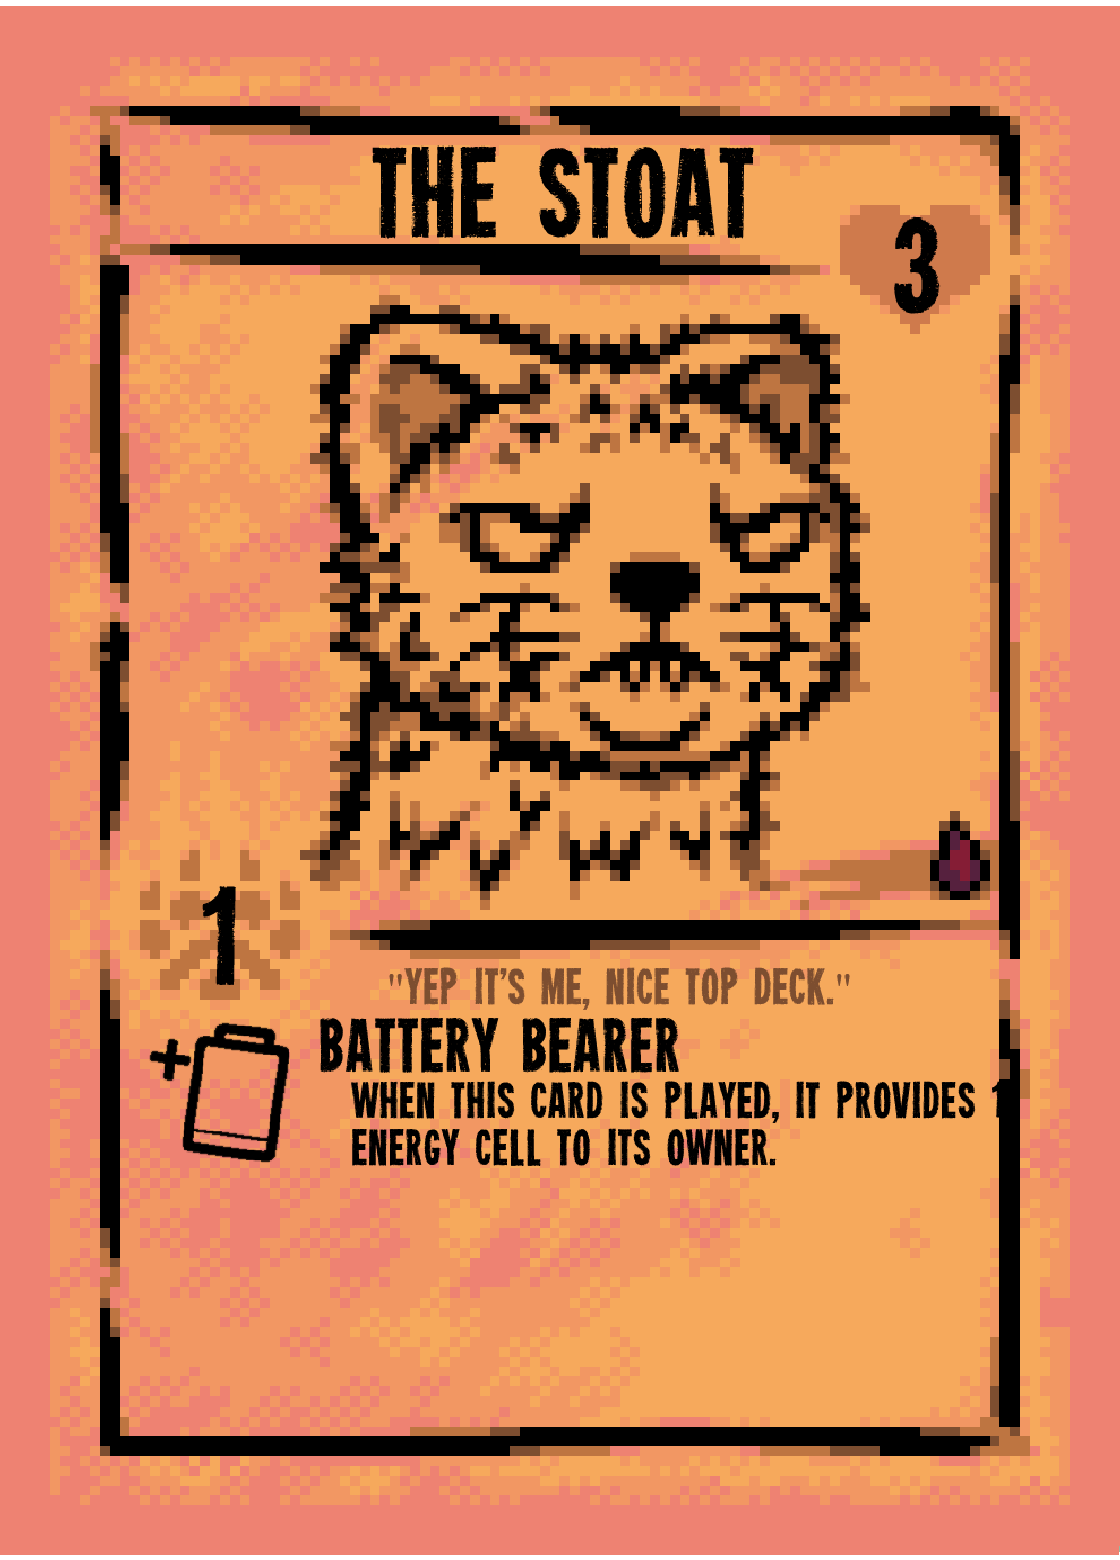 THE STOAT
3
1
"YEP IT'S ME, NICE TOP DECK."
BATTERY BEARER
WHEN THIS CARD IS PLAYED, IT PROVIDES 1
ENERGY CELL TO ITS OWNER.
+